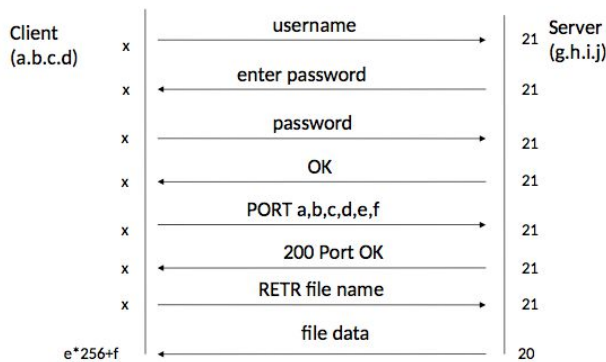 Client
(a.b.c.d)
Server
(g.h.i.j)
username
x 21
enter password
x 21
password
x 21
OK
x 21
PORT a,b,c,d,e,f
x 21
200 Port OK
x 21
RETR file name
x 21
file data
e*256+f 20